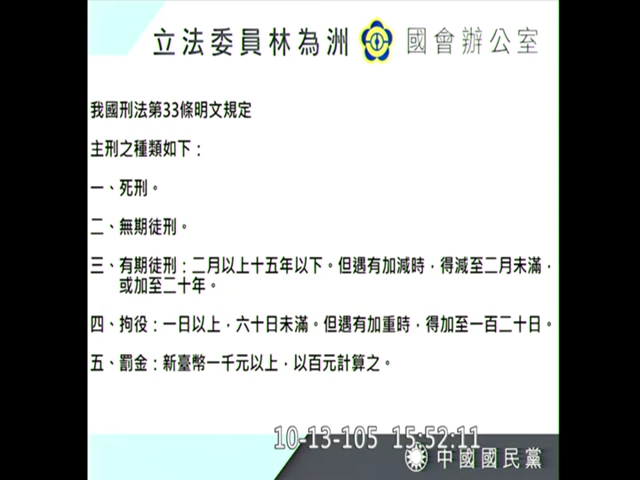 立法委員林為洲 國會辦公室
我國刑法第33條明文規定
主刑之種類如下：
一、死刑。
二、無期徒刑。
三、有期徒刑：二月以上十五年以下。但遇有加減時，得減至二月未滿，
或加至二十年。
四、拘役：一日以上，六十日未滿。但遇有加重時，得加至一百二十日。
五、罰金：新臺幣一千元以上，以百元計算之。
10-13-105 15:52:11
中國國民黨